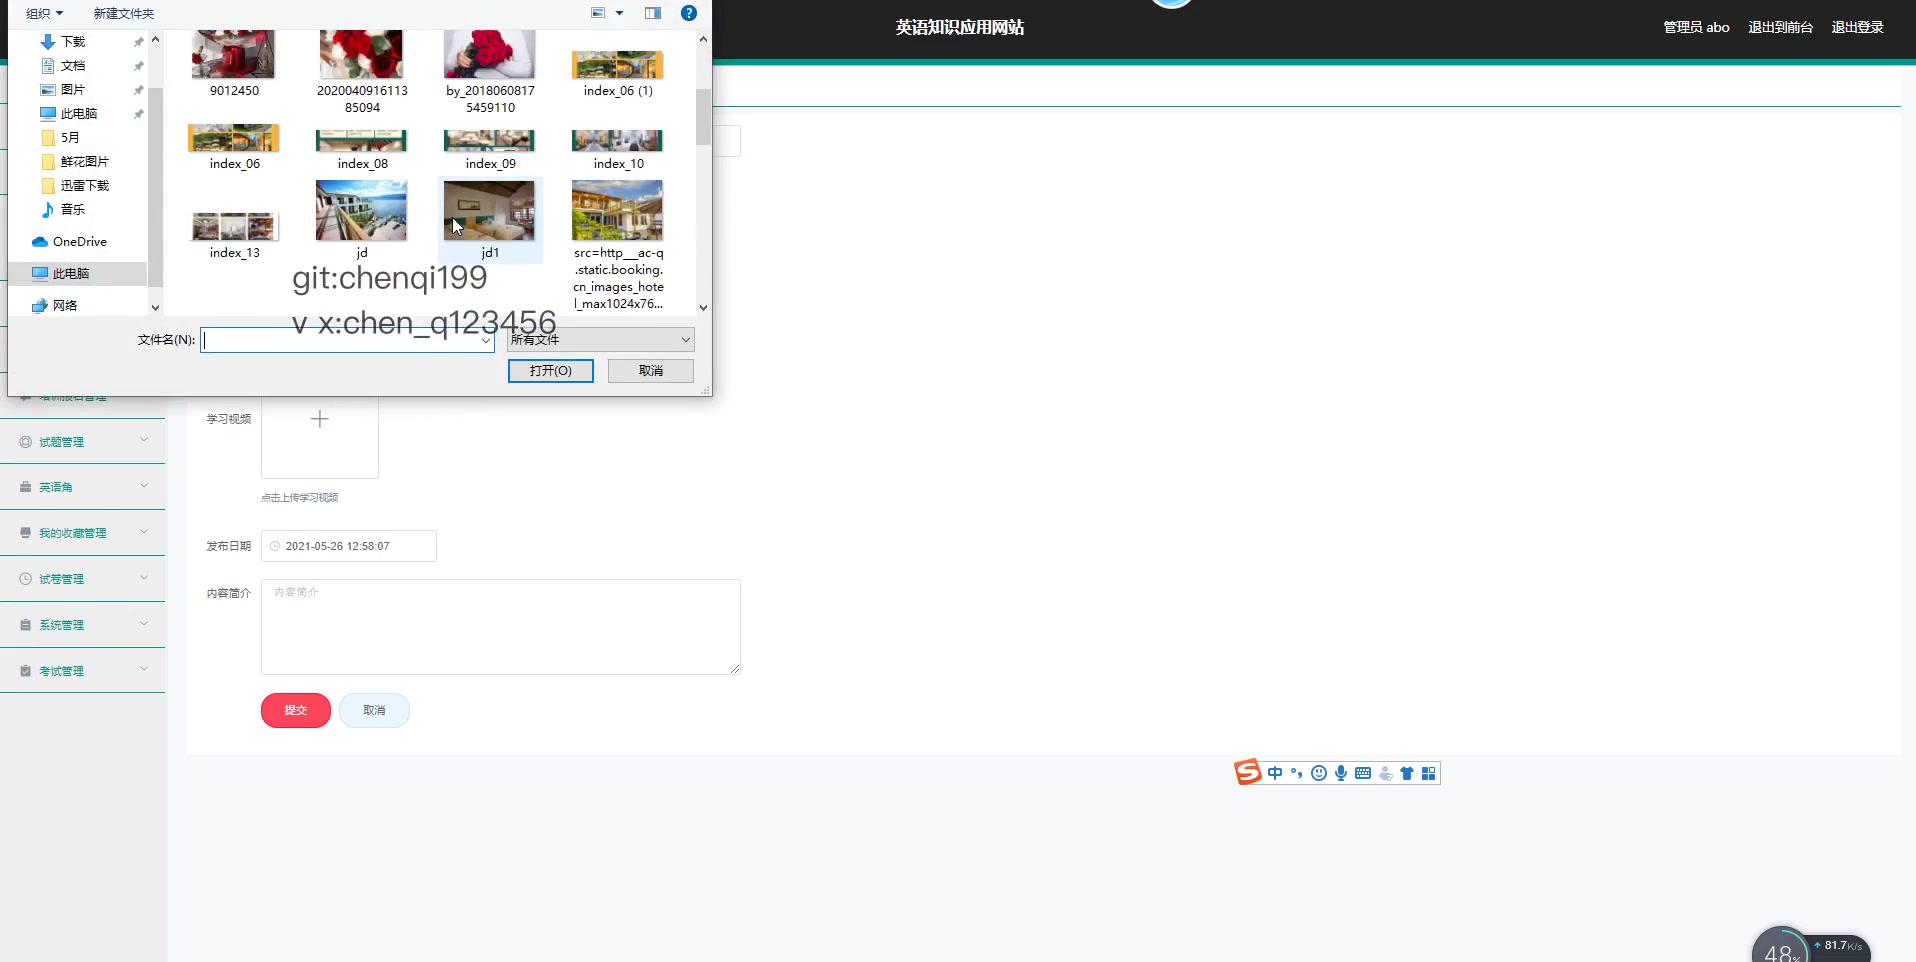 组织 新建文件夹
英语知识应用网站
管理员 abo 退出到前台 退出登录
下载
文档
图片
此电脑
5月
鲜花图片
迅雷下载
音乐
OneDrive
此电脑
网络
9012450
2020040916113
85094
by_2018060817
5459110
index_06 (1)
index_06
index_08
index_09
index_10
index_13
jd
jd1
src=http__ac-q
.static.booking.
cn_images_hote
l_max1024x76...
git:chenqi199
v x:chen_q123456
文件名(N):
所有文件
打开(O) 取消
试题管理
英语角
我的收藏管理
试卷管理
系统管理
考试管理
学习视频
点击上传学习视频
发布日期 2021-05-26 12:58:07
内容简介 内容简介
提交 取消
中
48%
81.7K/s